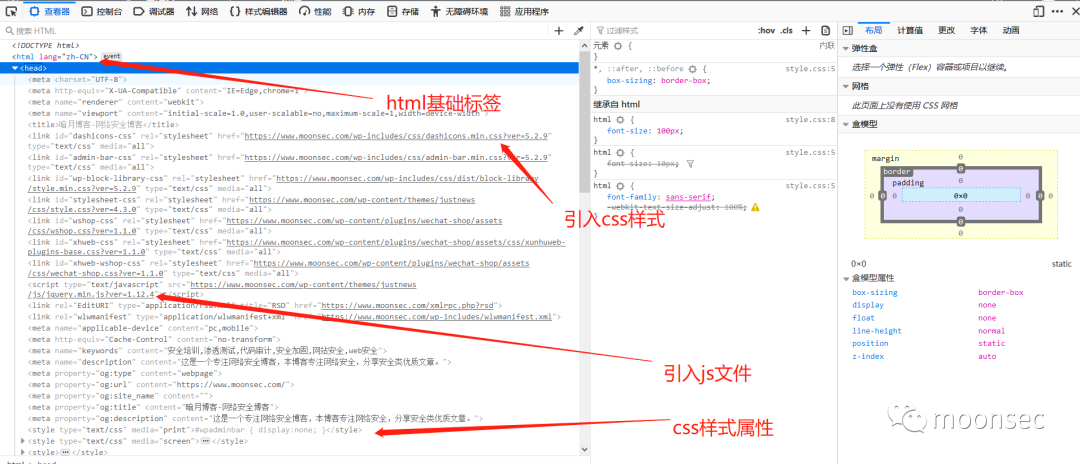 查看器 控制台 调试器 网络 样式编辑器 性能 内存 存储 无障碍环境 应用程序
搜索 HTML
<!DOCTYPE html>
<html lang="zh-CN"> event
<head>
<meta charset="UTF-8">
<meta http-equiv="X-UA-Compatible" content="IE=Edge,chrome=1">
<meta name="renderer" content="webkit">
<meta name="viewport" content="initial-scale=1.0,user-scalable=no,maximum-scale=1,width=device-width">
<title>暗月博客-网络安全博客</title>
<link id="dashicons-css" rel="stylesheet" href="https://www.moonsec.com/wp-includes/css/dashicons.min.css?ver=5.2.9"
type="text/css" media="all">
<link id="admin-bar-css" rel="stylesheet" href="https://www.moonsec.com/wp-includes/css/admin-bar.min.css?ver=5.2.9"
type="text/css" media="all">
<link id="wp-block-library-css" rel="stylesheet" href="https://www.moonsec.com/wp-includes/css/dist/block-library
/style.min.css?ver=5.2.9" type="text/css" media="all">
<link id="stylesheet-css" rel="stylesheet" href="https://www.moonsec.com/wp-content/themes/justnews
/css/style.css?ver=4.3.0" type="text/css" media="all">
<link id="wshop-css" rel="stylesheet" href="https://www.moonsec.com/wp-content/plugins/wechat-shop/assets
/css/wshop.css?ver=1.1.0" type="text/css" media="all">
<link id="xhweb-css" rel="stylesheet" href="https://www.moonsec.com/wp-content/plugins/wechat-shop/assets/css/xunhuweb-
plugins-base.css?ver=1.1.0" type="text/css" media="all">
<link id="xhweb-wshop-css" rel="stylesheet" href="https://www.moonsec.com/wp-content/plugins/wechat-shop/assets
/css/wechat-shop.css?ver=1.1.0" type="text/css" media="all">
<script type="text/javascript" src="https://www.moonsec.com/wp-content/themes/justnews
/js/jquery.min.js?ver=1.12.4"></script>
<link rel="EditURI" type="application/rsd+xml" title="RSD" href="https://www.moonsec.com/xmlrpc.php?rsd">
<link rel="wlwmanifest" type="application/wlwmanifest+xml" href="https://www.moonsec.com/wp-includes/wlwmanifest.xml">
<meta name="applicable-device" content="pc,mobile">
<meta http-equiv="Cache-Control" content="no-transform">
<meta name="keywords" content="安全培训,渗透测试,代码审计,安全加固,网站安全,web安全">
<meta name="description" content="这是一个专注网络安全博客，本博客专注网络安全，分享安全类优质文章。">
<meta property="og:type" content="webpage">
<meta property="og:url" content="https://www.moonsec.com/">
<meta property="og:site_name" content="">
<meta property="og:title" content="暗月博客-网络安全博客">
<meta property="og:description" content="这是一个专注网络安全博客，本博客专注网络安全，分享安全类优质文章。">
<style type="text/css" media="print">#wpadminbar { display:none; }</style>
<style type="text/css" media="screen"></style>
<style></style>
html > head
html基础标签
引入css样式
引入js文件
css样式属性
过滤样式 :hov .cls
元素 { 内联
}
*, ::after, ::before { style.css:5
box-sizing: border-box;
}
继承自 html
html { style.css:8
font-size: 100px;
}
html { style.css:5
font-size: 10px;
}
html { style.css:5
font-family: sans-serif;
-webkit-text-size-adjust: 100%;
}
布局 计算值 更改 字体 动画
弹性盒
选择一个弹性（Flex）容器或项目以继续。
网格
此页面上没有使用 CSS 网格
盒模型
margin
0
border
0
padding
0
0 0 0 0×0 0 0 0
0
0
0
0×0 static
盒模型属性
box-sizing border-box
display none
float none
line-height normal
position static
z-index auto
moonsec